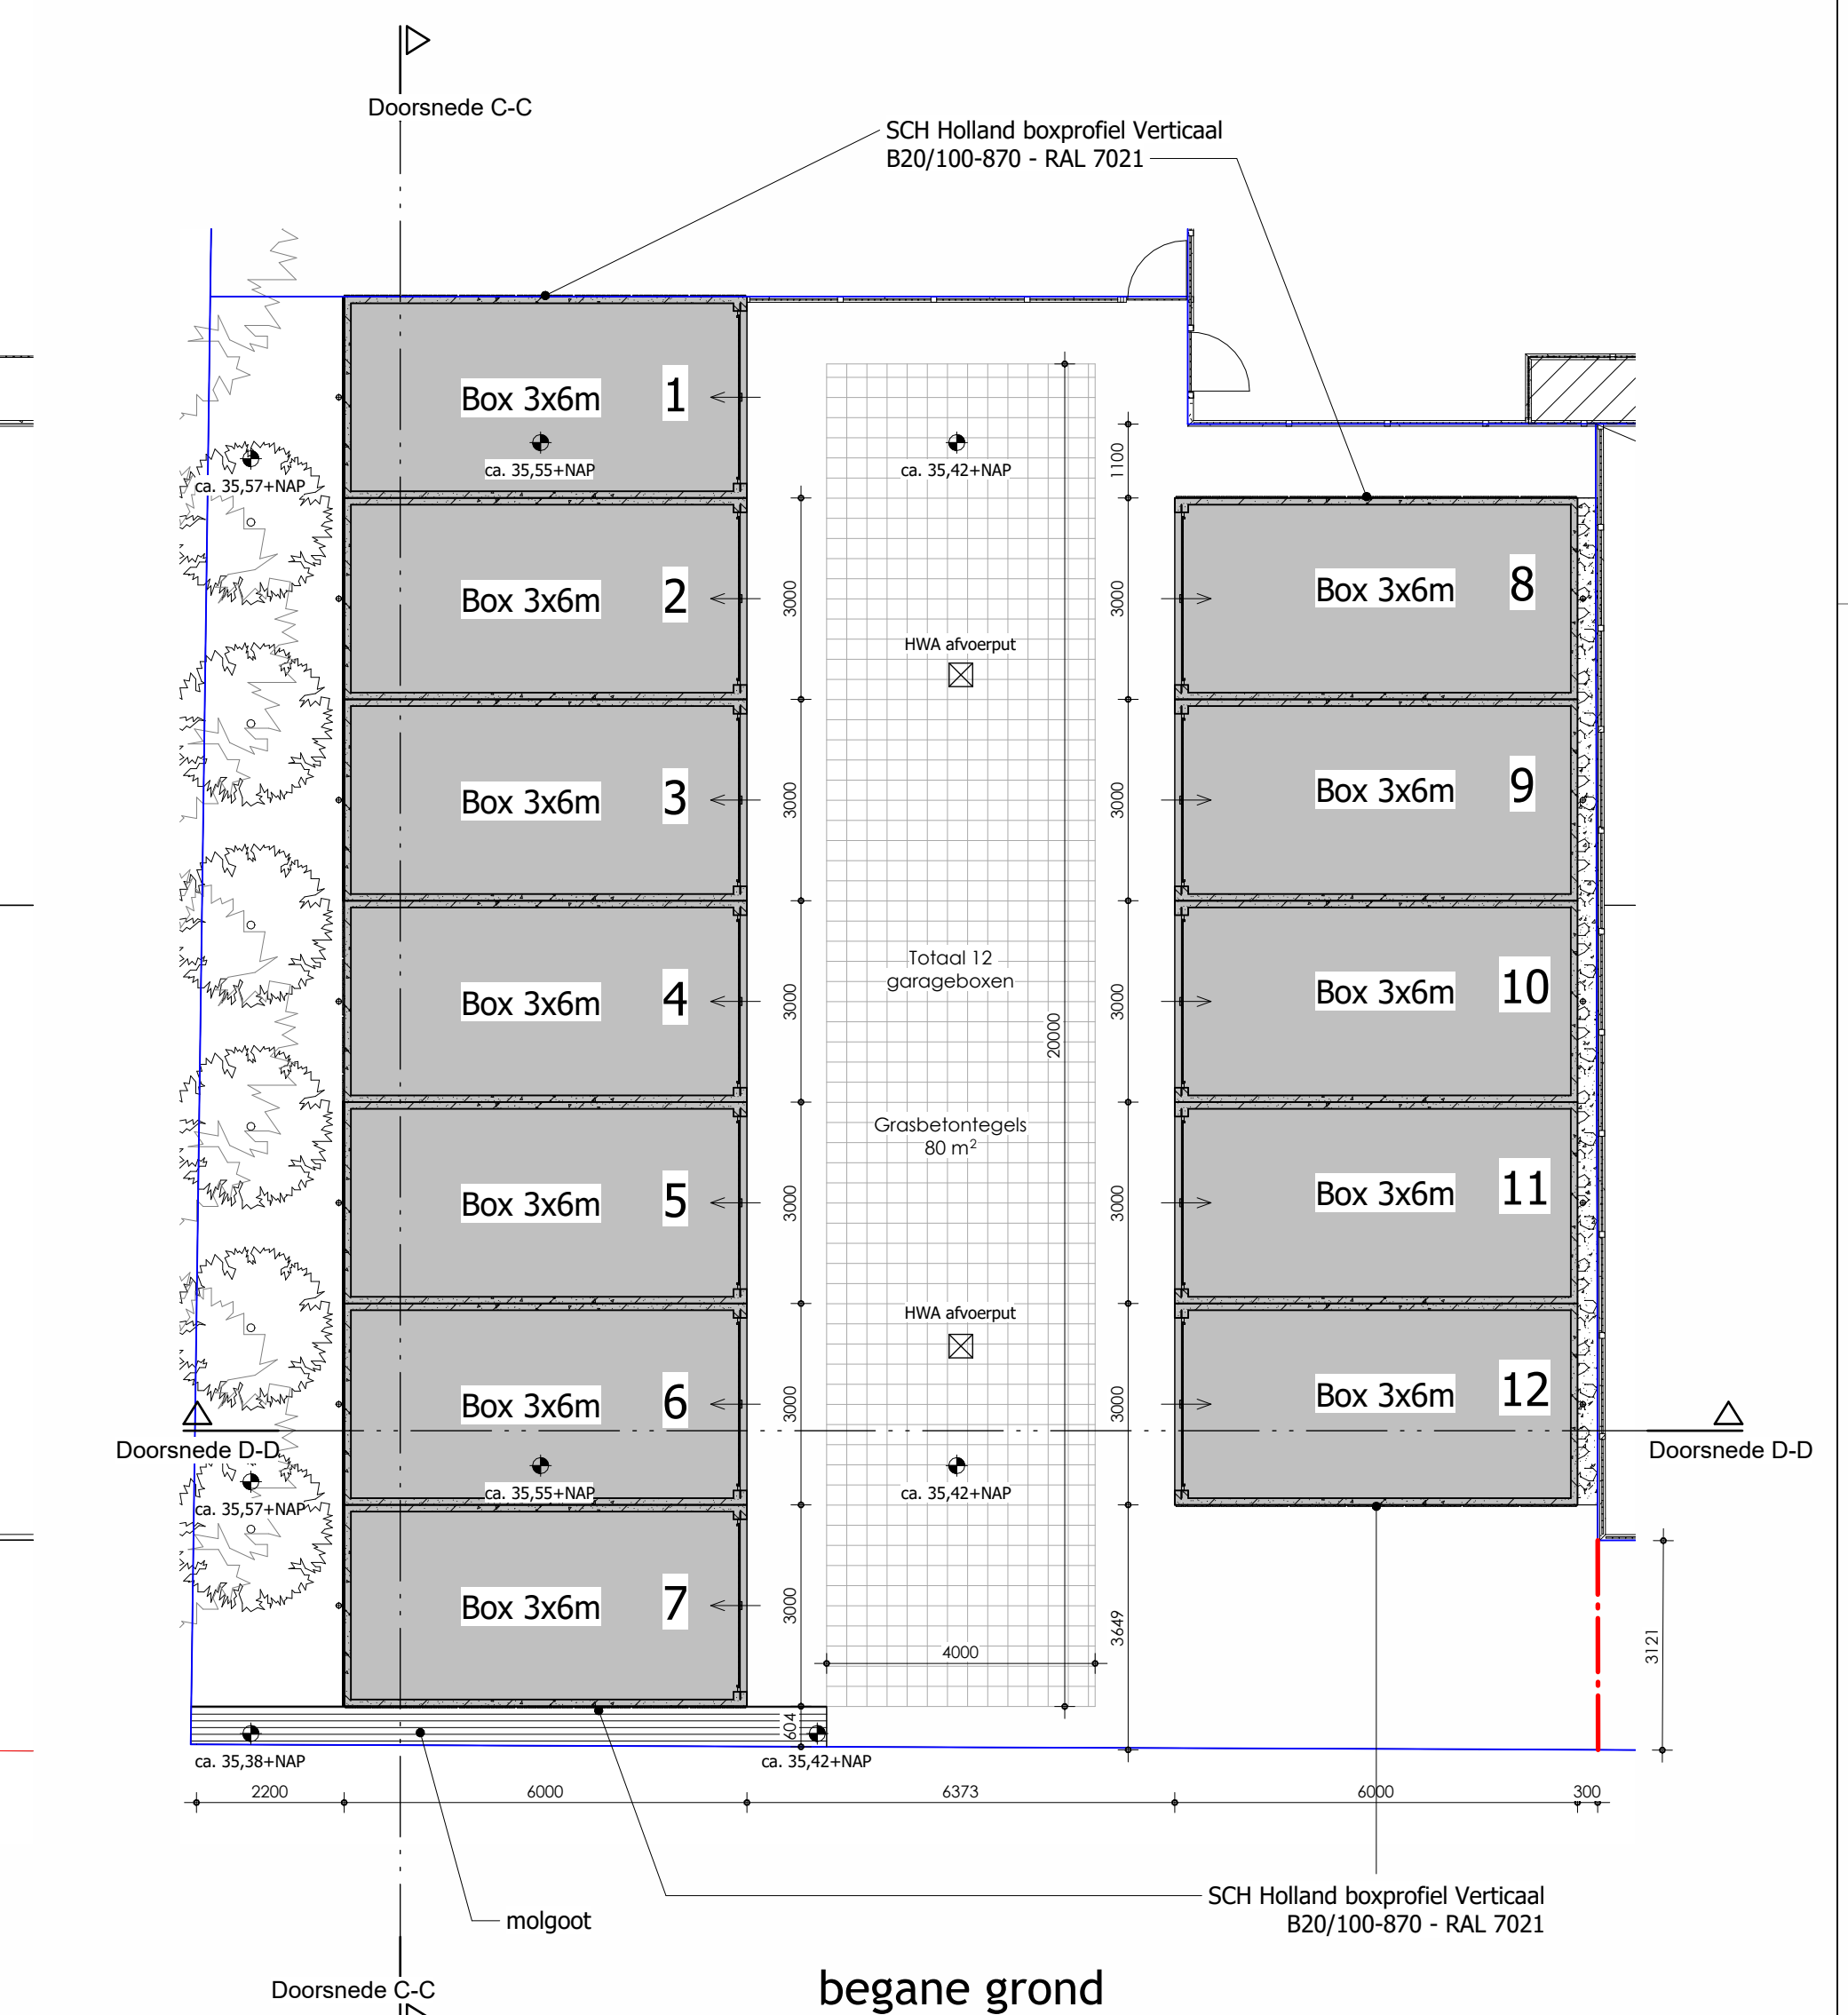 Doorsnede C-C
SCH Holland boxprofiel Verticaal
B20/100-870 - RAL 7021
Box 3x6m 1
ca. 35,57+NAP
ca. 35,55+NAP
ca. 35,42+NAP
1100
Box 3x6m 2
3000
3000
Box 3x6m 8
HWA afvoerput
Box 3x6m 3
3000
3000
Box 3x6m 9
Totaal 12
garageboxen
Box 3x6m 4
3000
20000
3000
Box 3x6m 10
Grasbetontegels
80 m²
Box 3x6m 5
3000
3000
Box 3x6m 11
HWA afvoerput
Box 3x6m 6
3000
3000
Box 3x6m 12
Doorsnede D-D
Doorsnede D-D
ca. 35,57+NAP
ca. 35,55+NAP
ca. 35,42+NAP
Box 3x6m 7
3000
4000
3649
3121
604
ca. 35,38+NAP
ca. 35,42+NAP
2200
6000
6373
6000
300
SCH Holland boxprofiel Verticaal
B20/100-870 - RAL 7021
molgoot
Doorsnede C-C
begane grond